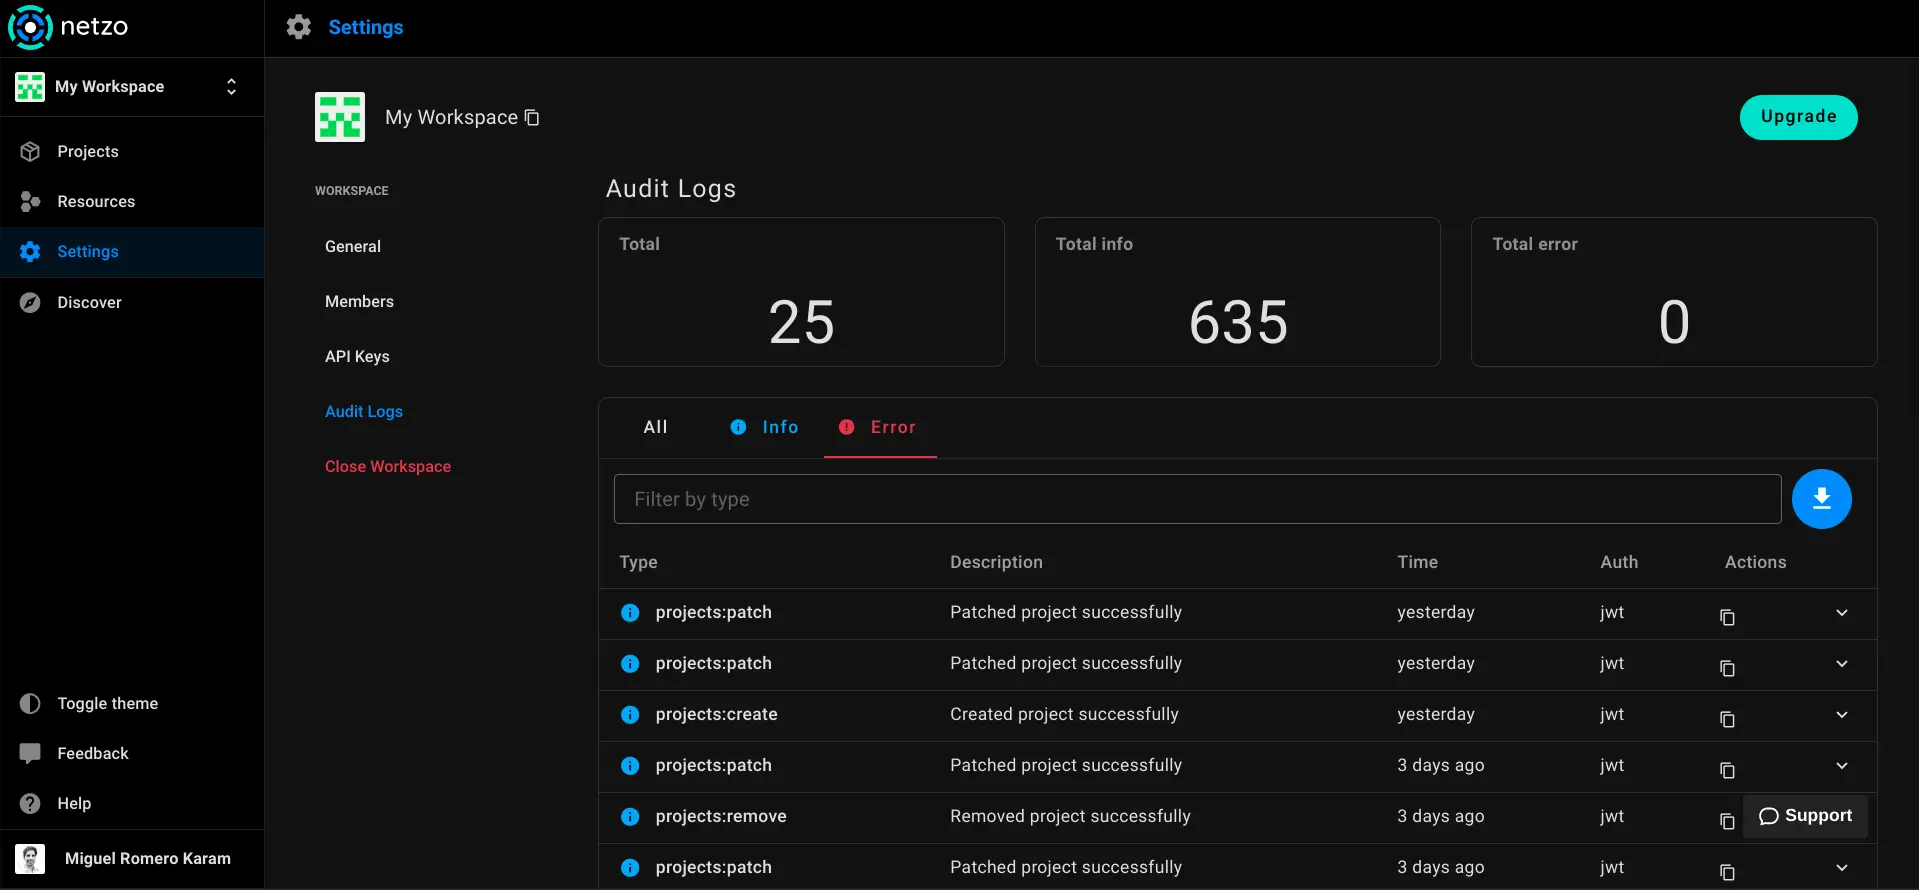 netzo
Settings
My Workspace
Projects
Resources
Settings
Discover
Toggle theme
Feedback
Help
Miguel Romero Karam
My Workspace
Upgrade
WORKSPACE
General
Members
API Keys
Audit Logs
Close Workspace
Audit Logs
Total
25
Total info
635
Total error
0
All Info Error
Filter by type
Type Description Time Auth Actions
projects:patch Patched project successfully yesterday jwt
projects:patch Patched project successfully yesterday jwt
projects:create Created project successfully yesterday jwt
projects:patch Patched project successfully 3 days ago jwt
projects:remove Removed project successfully 3 days ago jwt
Support
projects:patch Patched project successfully 3 days ago jwt